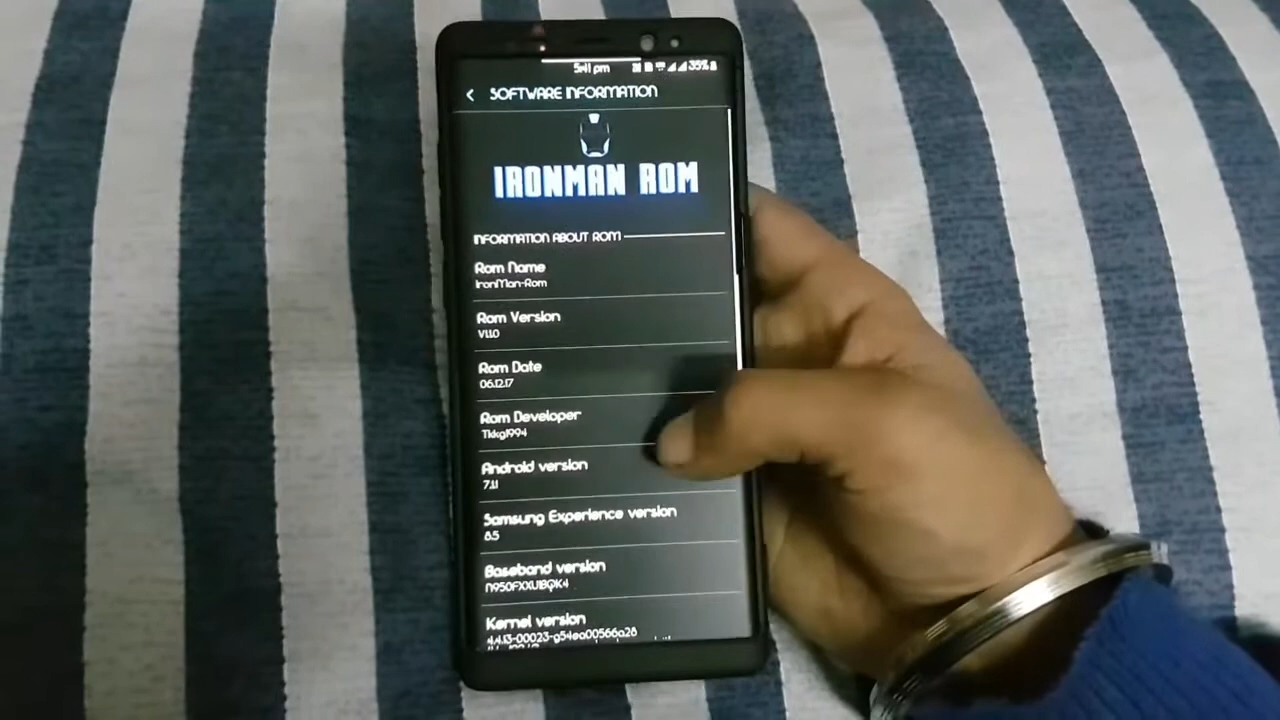 5:41 pm 35%
SOFTWARE INFORMATION
IRONMAN ROM
INFORMATION ABOUT ROM
Rom Name
IronMan-Rom
Rom Version
V1.1.0
Rom Date
06.12.17
Rom Developer
Tkkg1994
Android version
7.1.1
Samsung Experience version
8.5
Baseband version
N950FXXU1BQK4
Kernel version
4.4.13-00023-g54ea00566a28